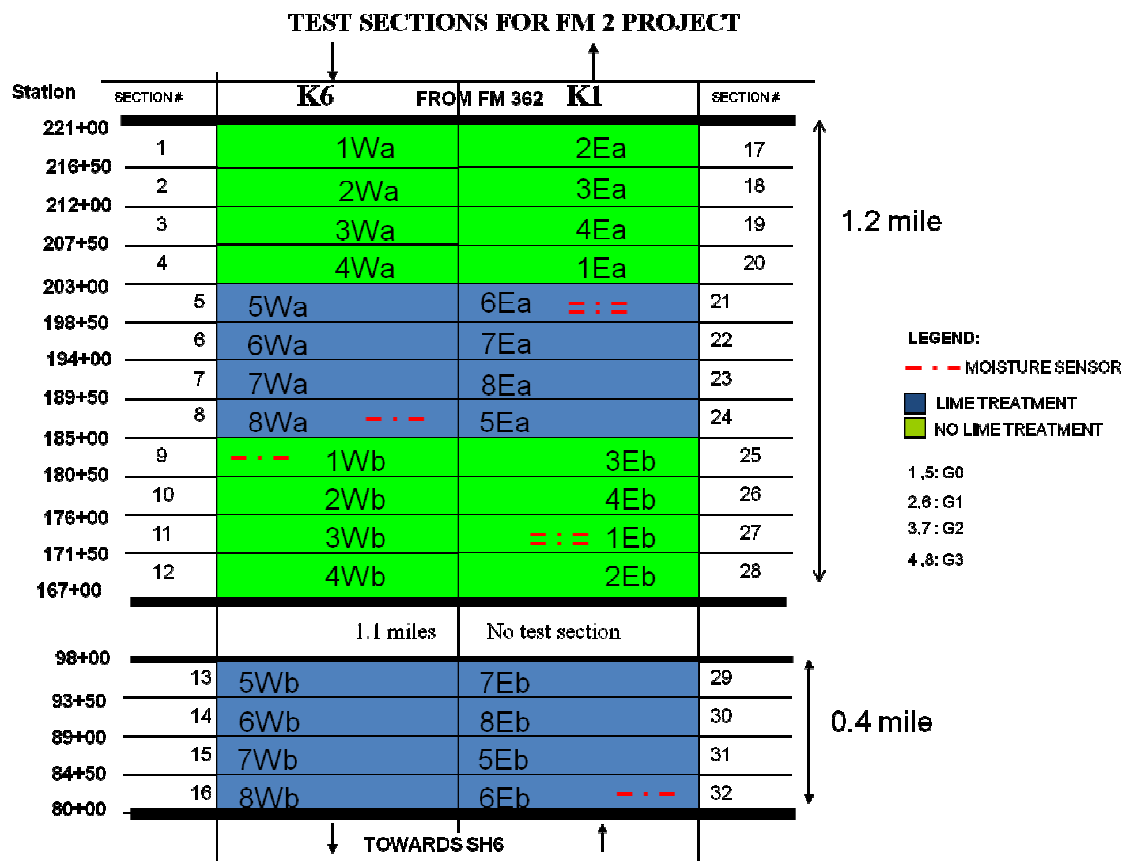 TEST SECTIONS FOR FM 2 PROJECT
Station SECTION # K6 FROM FM 362 K1 SECTION #
221+00
1 1Wa 2Ea 17
216+50
2 2Wa 3Ea 18
212+00
3 3Wa 4Ea 19
207+50
4 4Wa 1Ea 20
203+00
5 5Wa 6Ea 21
198+50
6 6Wa 7Ea 22
194+00
7 7Wa 8Ea 23
189+50
8 8Wa 5Ea 24
185+00
9 1Wb 3Eb 25
180+50
10 2Wb 4Eb 26
176+00
11 3Wb 1Eb 27
171+50
12 4Wb 2Eb 28
167+00
1.2 mile
LEGEND:
MOISTURE SENSOR
LIME TREATMENT
NO LIME TREATMENT
1 ,5: G0
2,6 : G1
3,7 : G2
4 ,8: G3
1.1 miles No test section
98+00
13 5Wb 7Eb 29
93+50
14 6Wb 8Eb 30
89+00
15 7Wb 5Eb 31
84+50
16 8Wb 6Eb 32
80+00
0.4 mile
TOWARDS SH6